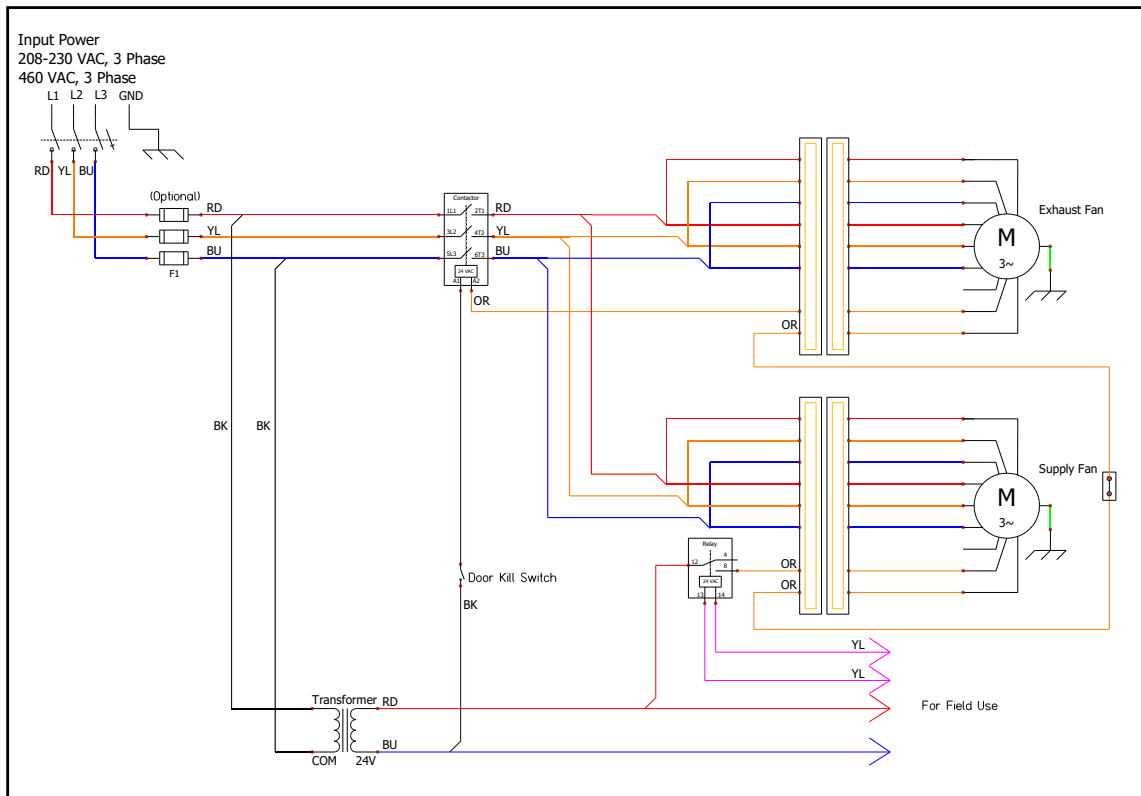 Input Power
208-230 VAC, 3 Phase
460 VAC, 3 Phase
L1 L2 L3 GND
RD YL BU
(Optional)
RD
YL
BU
F1
Contactor
1L1 2T1
3L2 4T2
5L3 6T3
24 VAC
A1 A2
RD
YL
BU
OR
OR
Exhaust Fan
M
3~
BK BK
Supply Fan
M
3~
Relay
12 4
8
24 VAC
13 14
OR
OR
Door Kill Switch
BK
YL
YL
Transformer RD
For Field Use
BU
COM 24V